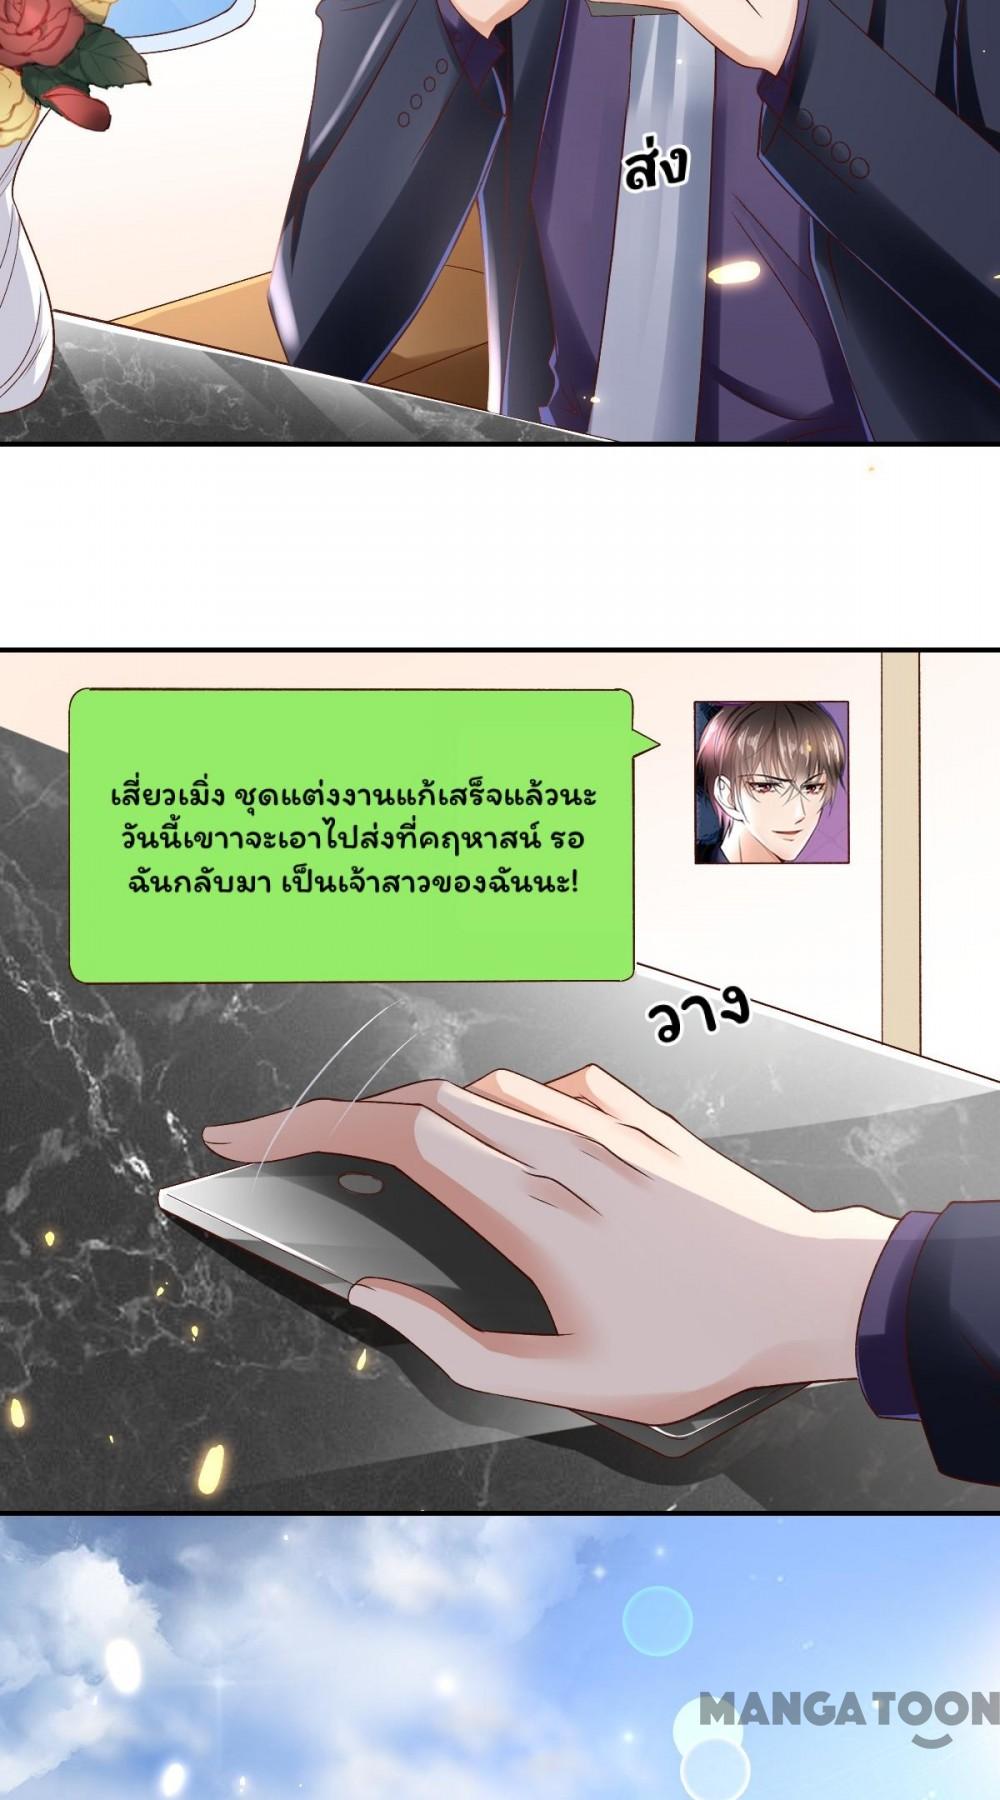 ส่ง
เสี่ยวเมิ่ง ชุดแต่งงานแก้เสร็จแล้วนะ
วันนี้เขาาจะเอาไปส่งที่คฤหาสน์ รอ
ฉันกลับมา เป็นเจ้าสาวของฉันนะ!
วาง
MANGATOON